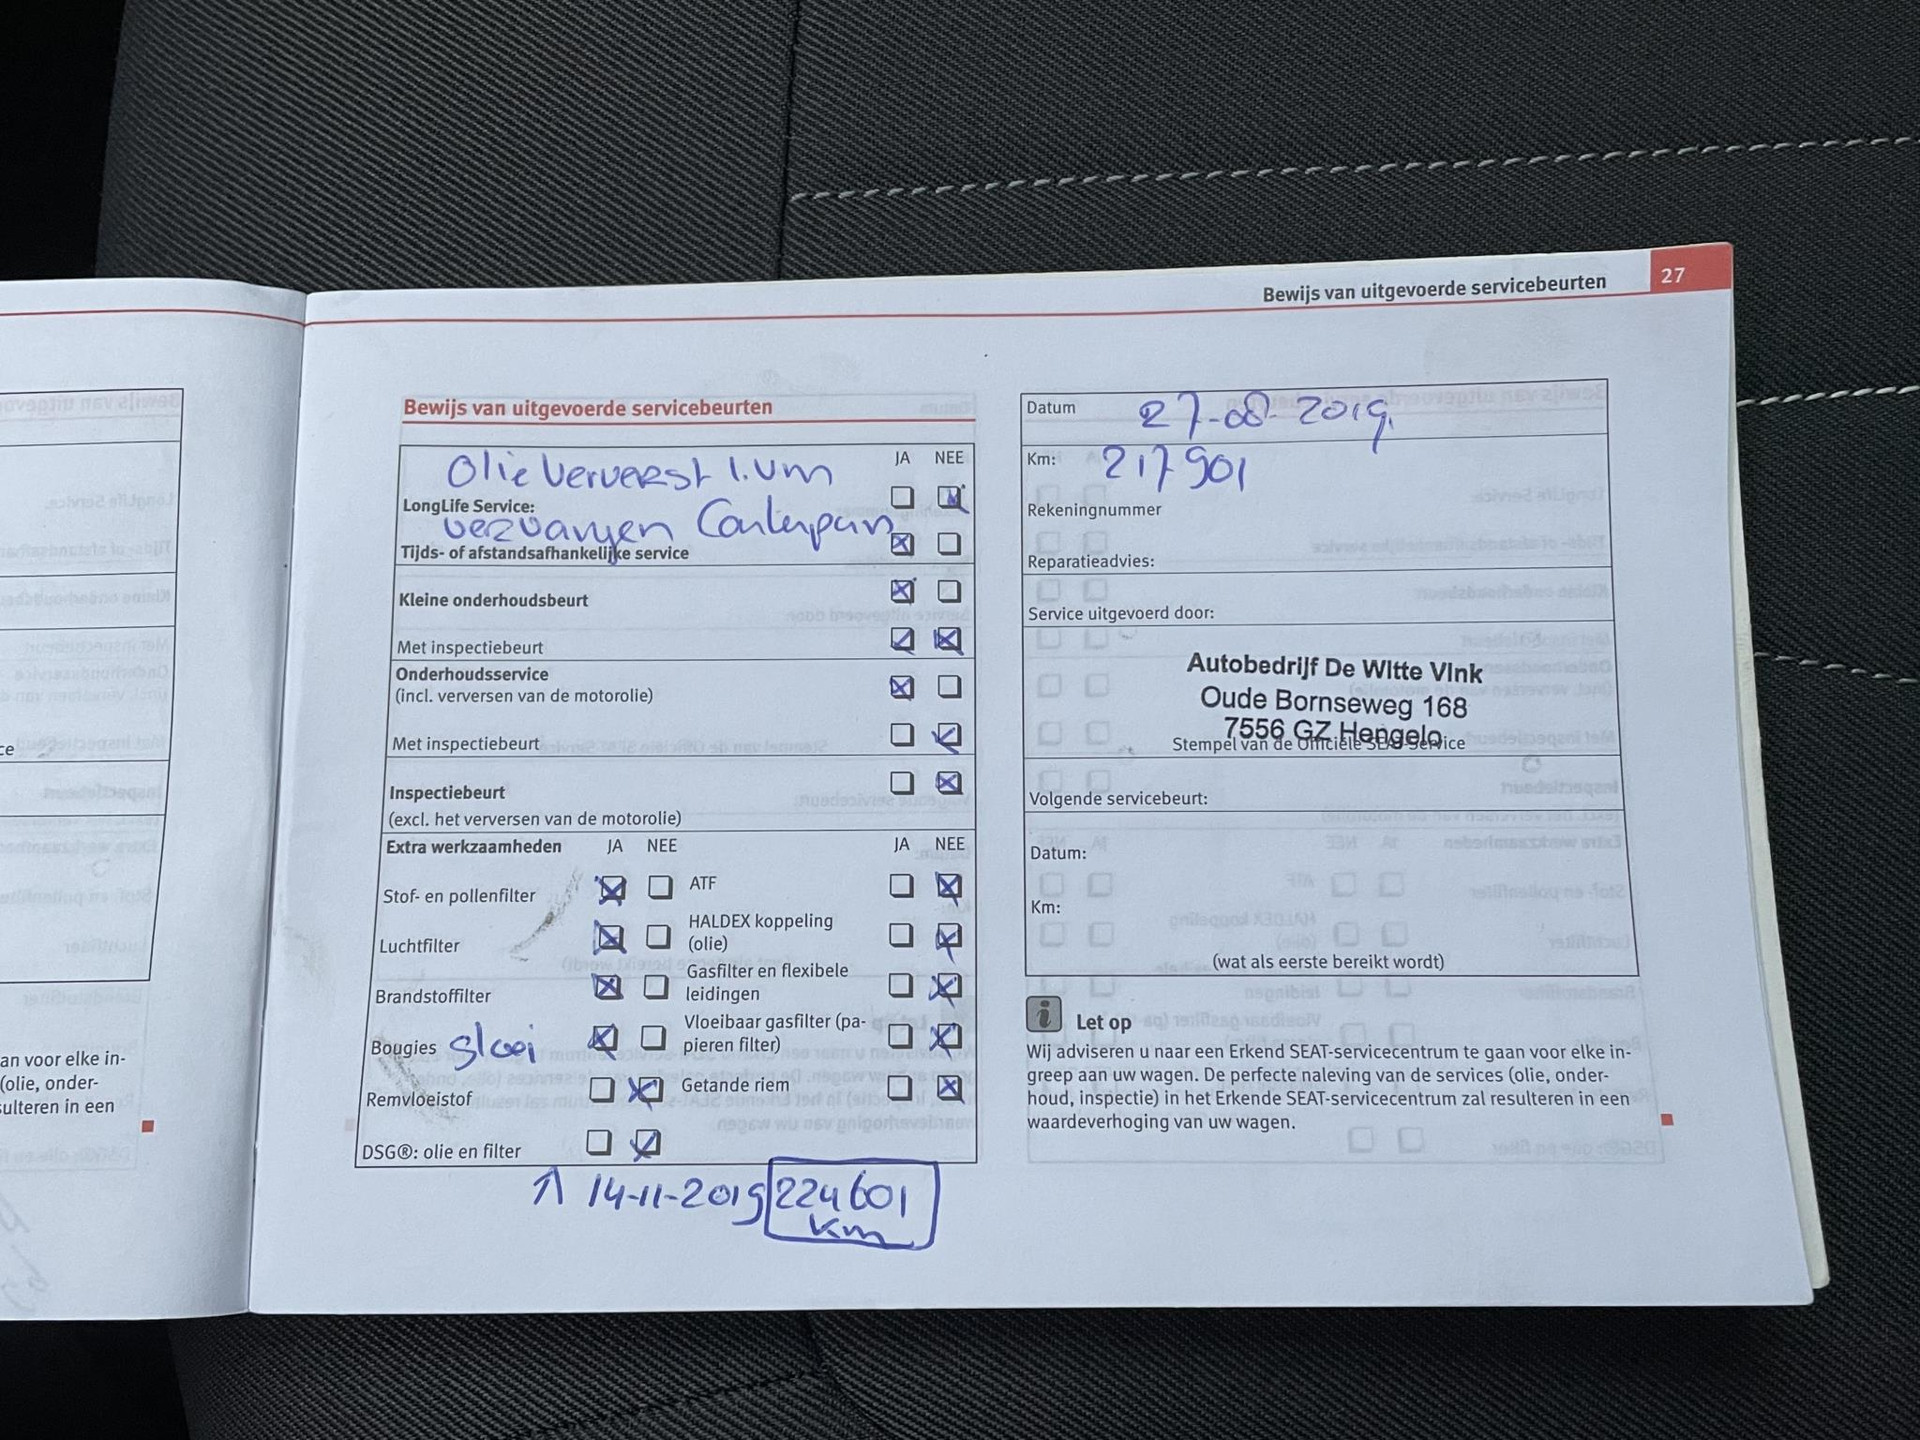 Bewijs van uitgevoerde servicebeurten 27
ce
an voor elke in-
(olie, onder-
sulteren in een
Bewijs van uitgevoerde servicebeurten
Olie ververst I.Vm
JA NEE
LongLife Service:
vervangen Carterpan
Tijds- of afstandsafhankelijke service
Kleine onderhoudsbeurt
Met inspectiebeurt
Onderhoudsservice
(incl. verversen van de motorolie)
Met inspectiebeurt
Inspectiebeurt
(excl. het verversen van de motorolie)
Extra werkzaamheden JA NEE JA NEE
Stof- en pollenfilter ATF
Luchtfilter HALDEX koppeling
(olie)
Brandstoffilter Gasfilter en flexibele
leidingen
Bougies gloei Vloeibaar gasfilter (pa-
pieren filter)
Remvloeistof Getande riem
DSG®: olie en filter
↑ 14-11-2019 224601
km
Datum 27-08-2019.
Km: 217901
Rekeningnummer
Reparatieadvies:
Service uitgevoerd door:
Autobedrijf De Witte Vink
Oude Bornseweg 168
7556 GZ Hengelo
Stempel van de Officiële SEAT-Service
Volgende servicebeurt:
Datum:
Km:
(wat als eerste bereikt wordt)
i Let op
Wij adviseren u naar een Erkend SEAT-servicecentrum te gaan voor elke in-
greep aan uw wagen. De perfecte naleving van de services (olie, onder-
houd, inspectie) in het Erkende SEAT-servicecentrum zal resulteren in een
waardeverhoging van uw wagen.